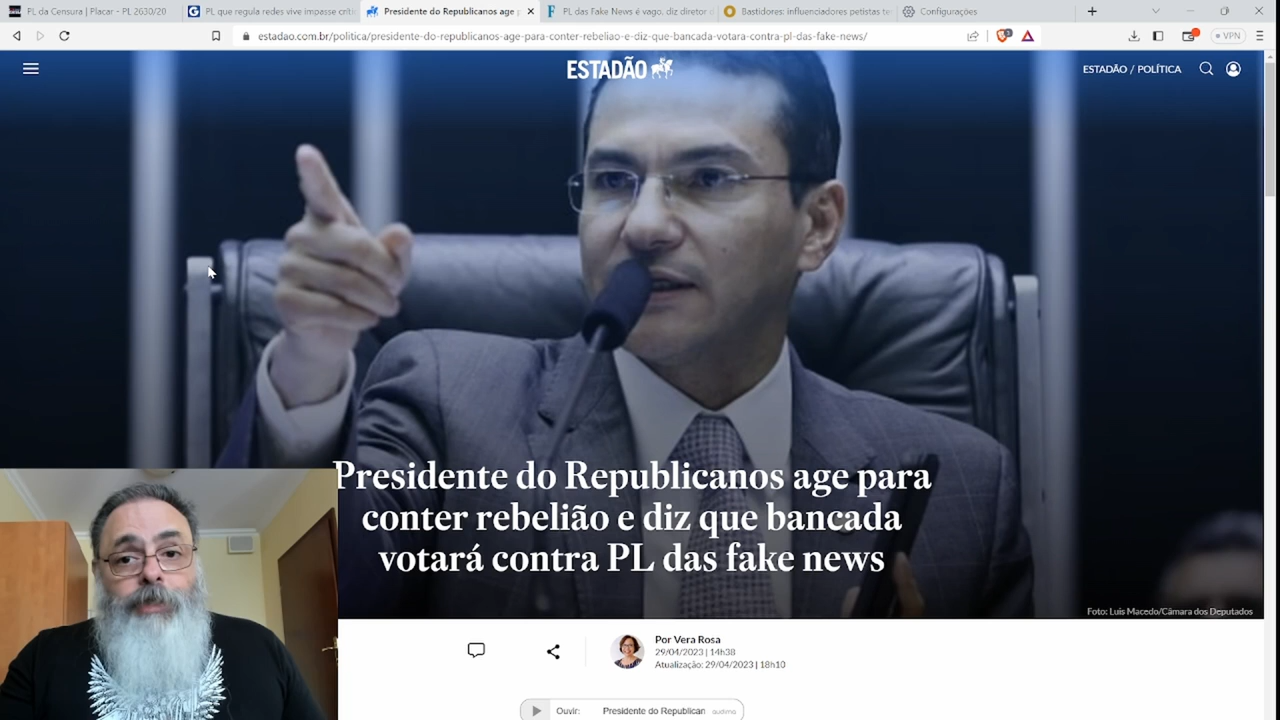 PL da Censura | Placar - PL 2630/20
PL que regula redes vive impasse críti
Presidente do Republicanos age p
PL das Fake News é vago, diz diretor d
Bastidores: influenciadores petistas te
Configurações
estadao.com.br/politica/presidente-do-republicanos-age-para-conter-rebeliao-e-diz-que-bancada-votara-contra-pl-das-fake-news/
VPN
ESTADÃO
ESTADÃO / POLÍTICA
Presidente do Republicanos age para
conter rebelião e diz que bancada
votará contra PL das fake news
Foto: Luis Macedo/Câmara dos Deputados
Por Vera Rosa
29/04/2023 | 14h38
Atualização: 29/04/2023 | 18h10
Ouvir: Presidente do Republican audima